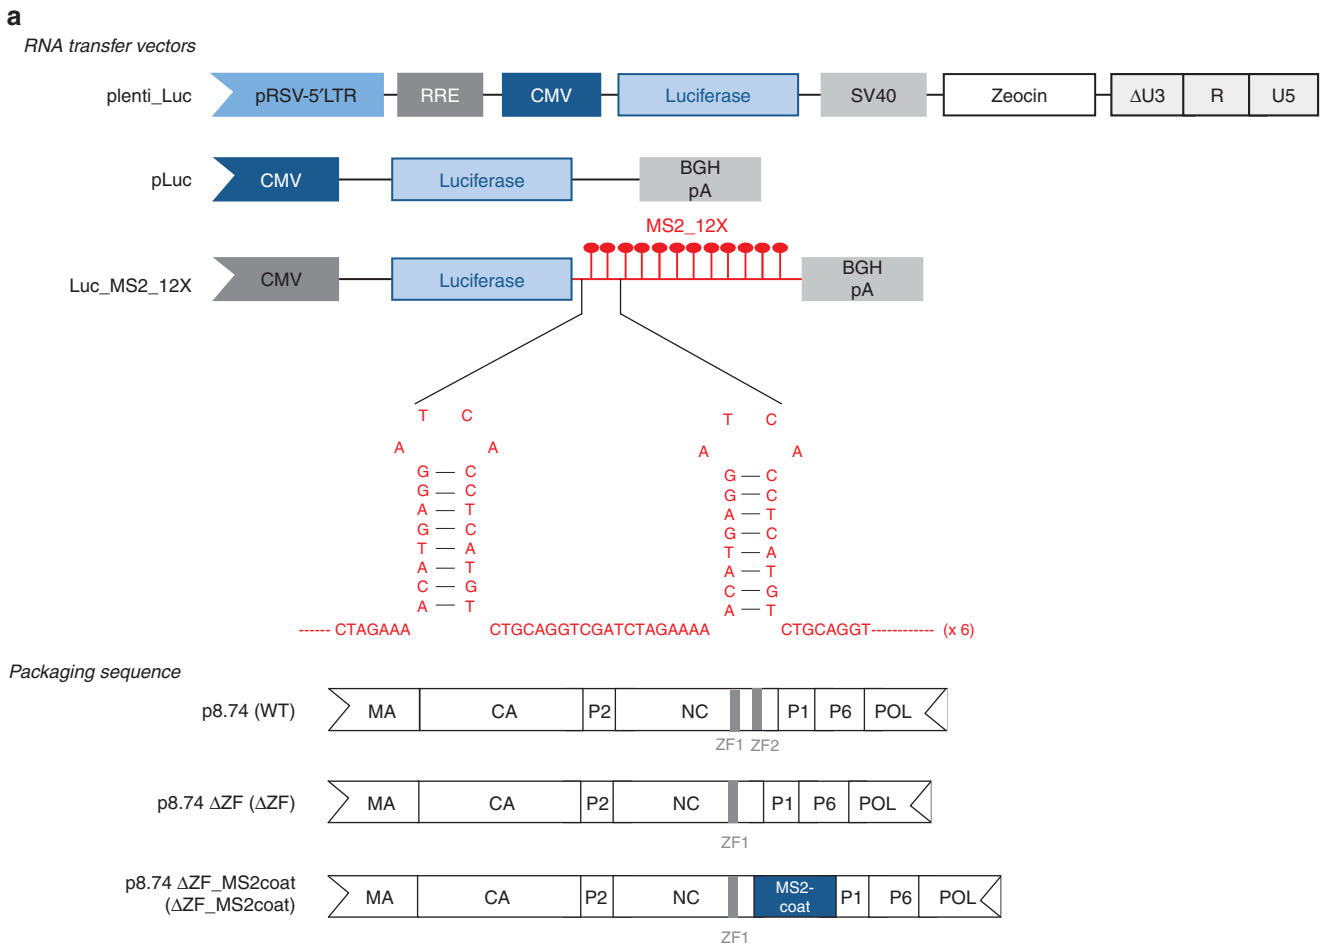 a
RNA transfer vectors
plenti_Luc pRSV-5′LTR RRE CMV Luciferase SV40 Zeocin ΔU3 R U5
pLuc CMV Luciferase BGH pA
MS2_12X
Luc_MS2_12X CMV Luciferase BGH pA
T C T C
A A A A
G — C G — C
G — C G — C
A — T A — T
G — C G — C
T — A T — A
A — T A — T
C — G C — G
A — T A — T
------ CTAGAAA CTGCAGGTCGATCTAGAAAA CTGCAGGT------------ (x 6)
Packaging sequence
p8.74 (WT) MA CA P2 NC P1 P6 POL
ZF1 ZF2
p8.74 ΔZF (ΔZF) MA CA P2 NC P1 P6 POL
ZF1
p8.74 ΔZF_MS2coat
(ΔZF_MS2coat) MA CA P2 NC MS2-coat P1 P6 POL
ZF1